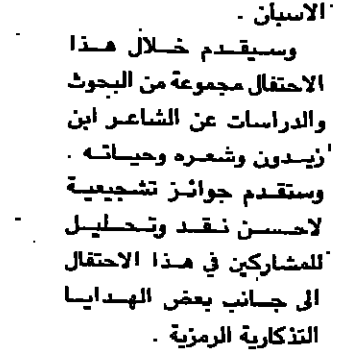 الاسبان .
وسيقدم خلال هذا
الاحتفال مجموعة من البحوث
والدراسات عن الشاعر ابن
زيدون وشعره وحياته .
وستقدم جوائز تشجيعية
لاحسن نقد وتحليل
للمشاركين في هذا الاحتفال
الى جانب بعض الهدايا
التذكارية الرمزية .